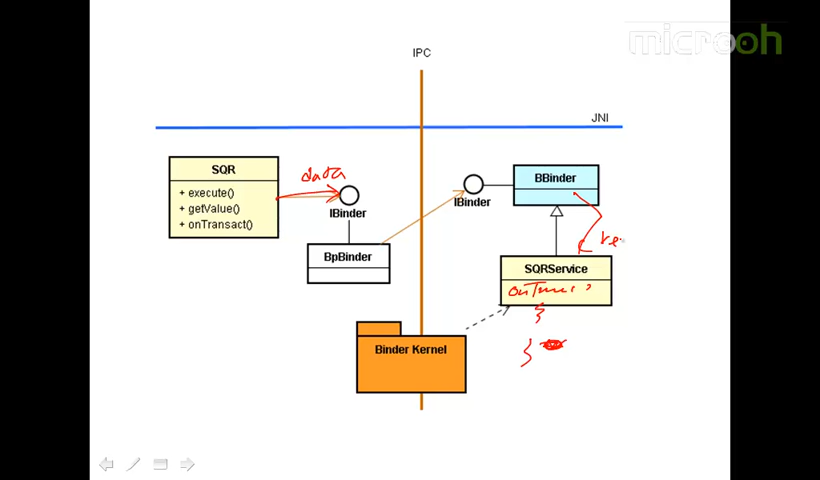 microoh
IPC
JNI
SQR
+ execute()
+ getValue()
+ onTransact()
data
IBinder
BpBinder
IBinder
BBinder
SQRService
Binder Kernel